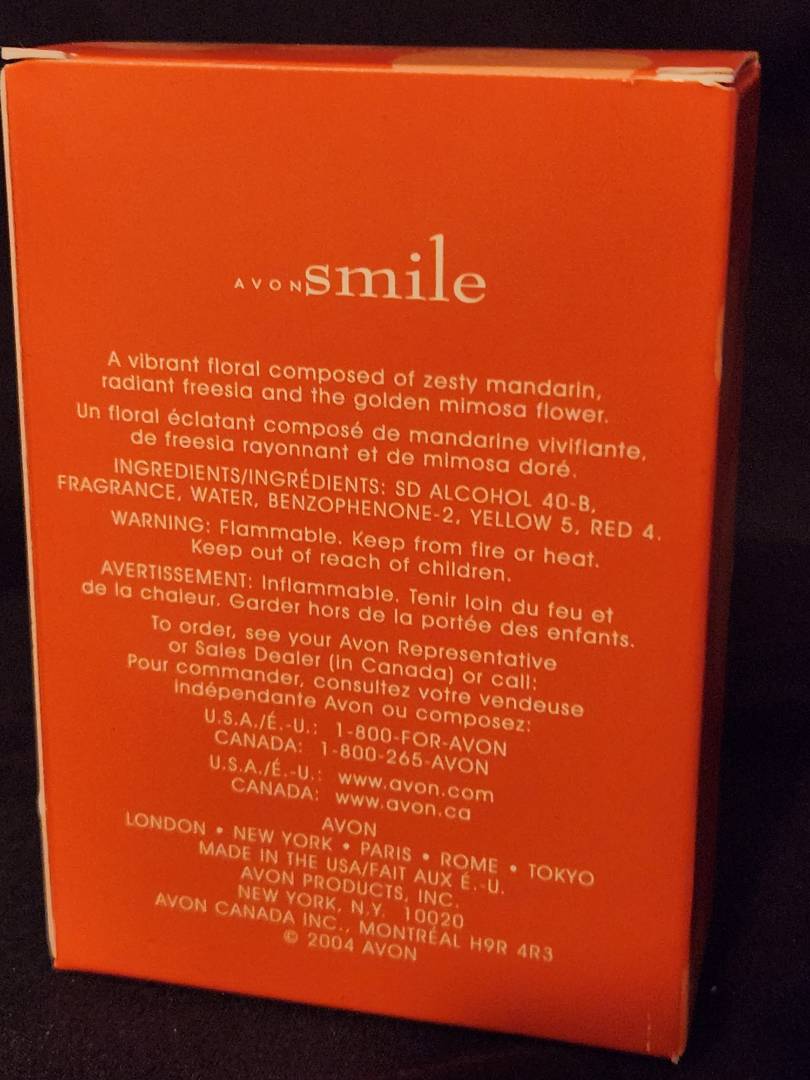 AVON smile
A vibrant floral composed of zesty mandarin,
radiant freesia and the golden mimosa flower.
Un floral éclatant composé de mandarine vivifiante,
de freesia rayonnant et de mimosa doré.
INGREDIENTS/INGRÉDIENTS: SD ALCOHOL 40-B,
FRAGRANCE, WATER, BENZOPHENONE-2, YELLOW 5, RED 4.
WARNING: Flammable. Keep from fire or heat.
Keep out of reach of children.
AVERTISSEMENT: Inflammable. Tenir loin du feu et
de la chaleur. Garder hors de la portée des enfants.
To order, see your Avon Representative
or Sales Dealer (in Canada) or call:
Pour commander, consultez votre vendeuse
indépendante Avon ou composez:
U.S.A./É.-U.: 1-800-FOR-AVON
CANADA: 1-800-265-AVON
U.S.A./É.-U.: www.avon.com
CANADA: www.avon.ca
AVON
LONDON • NEW YORK • PARIS • ROME • TOKYO
MADE IN THE USA/FAIT AUX É.-U.
AVON PRODUCTS, INC.
NEW YORK, N.Y. 10020
AVON CANADA INC., MONTRÉAL H9R 4R3
© 2004 AVON